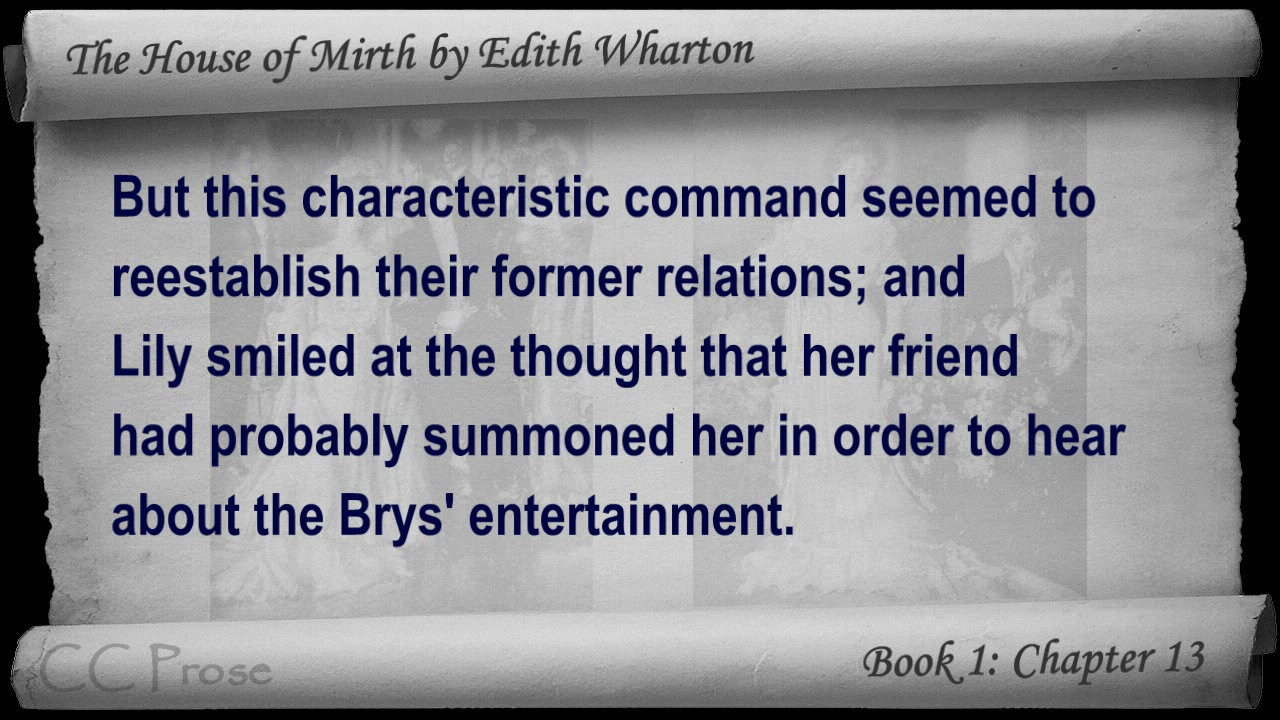 The House of Mirth by Edith Wharton
But this characteristic command seemed to
reestablish their former relations; and
Lily smiled at the thought that her friend
had probably summoned her in order to hear
about the Brys' entertainment.
CC Prose
Book 1: Chapter 13